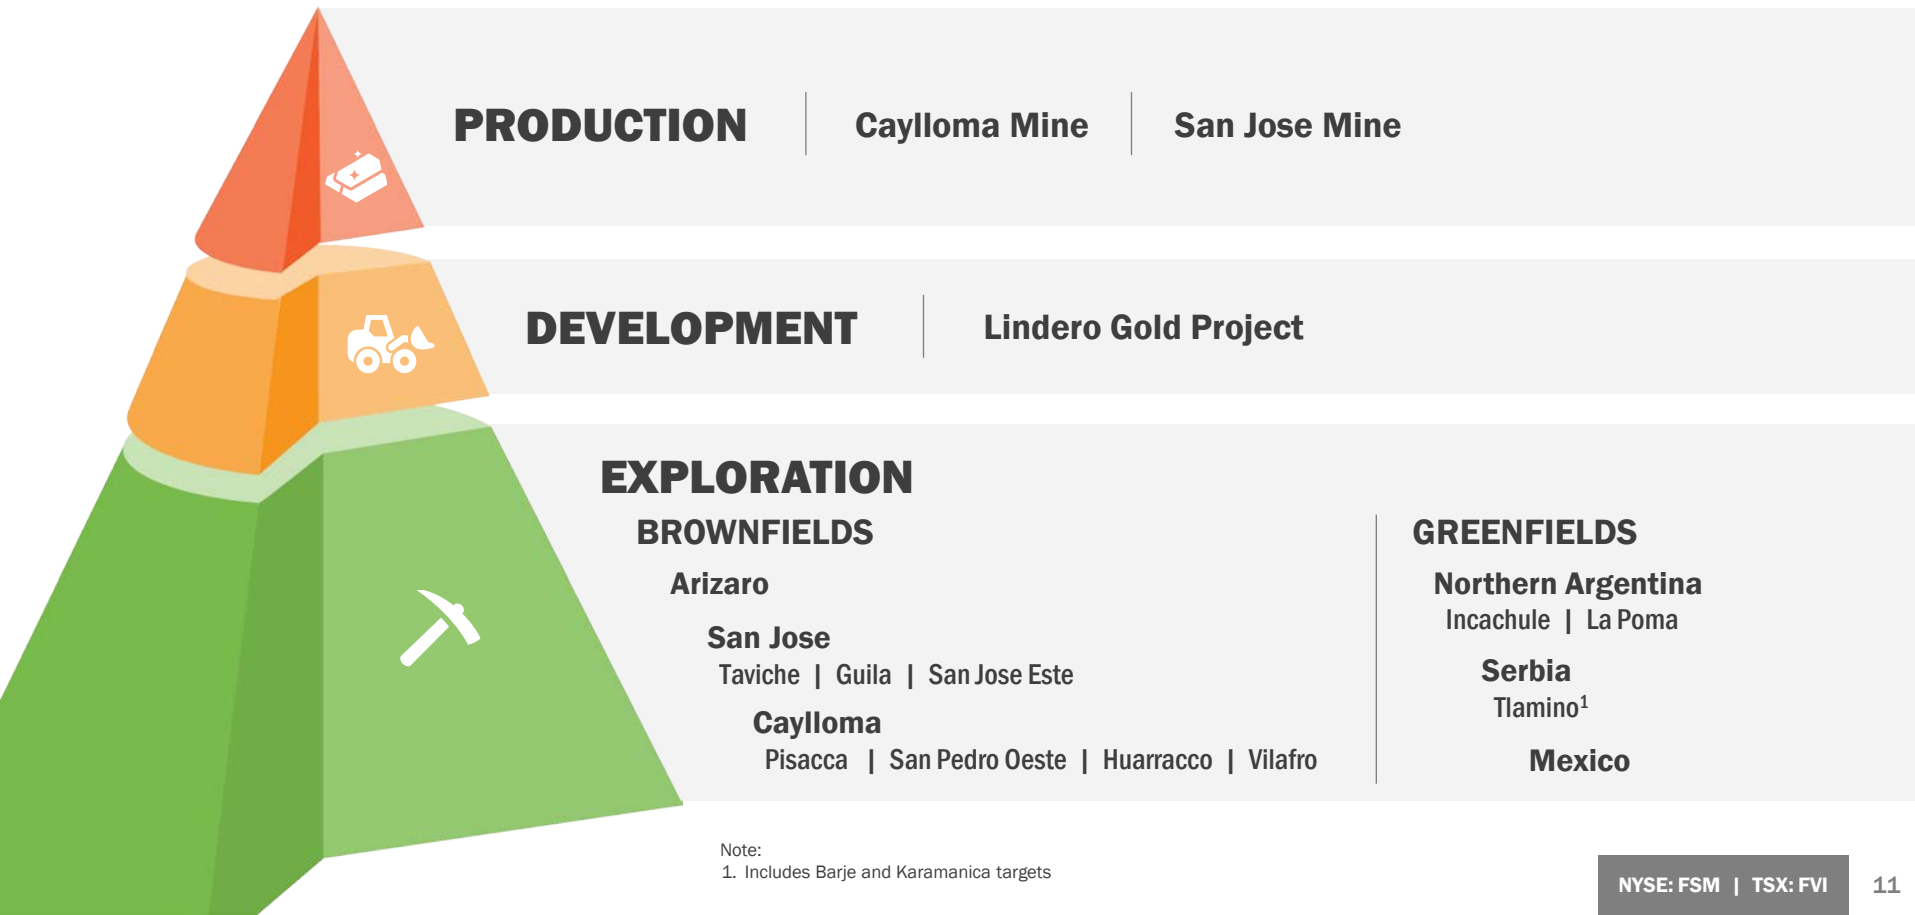 PRODUCTION | Caylloma Mine | San Jose Mine
DEVELOPMENT | Lindero Gold Project
EXPLORATION
BROWNFIELDS
Arizaro
San Jose
Taviche | Guila | San Jose Este
Caylloma
Pisacca | San Pedro Oeste | Huarracco | Vilafro
GREENFIELDS
Northern Argentina
Incachule | La Poma
Serbia
Tlamino1
Mexico
Note:
1. Includes Barje and Karamanica targets
NYSE: FSM | TSX: FVI 11